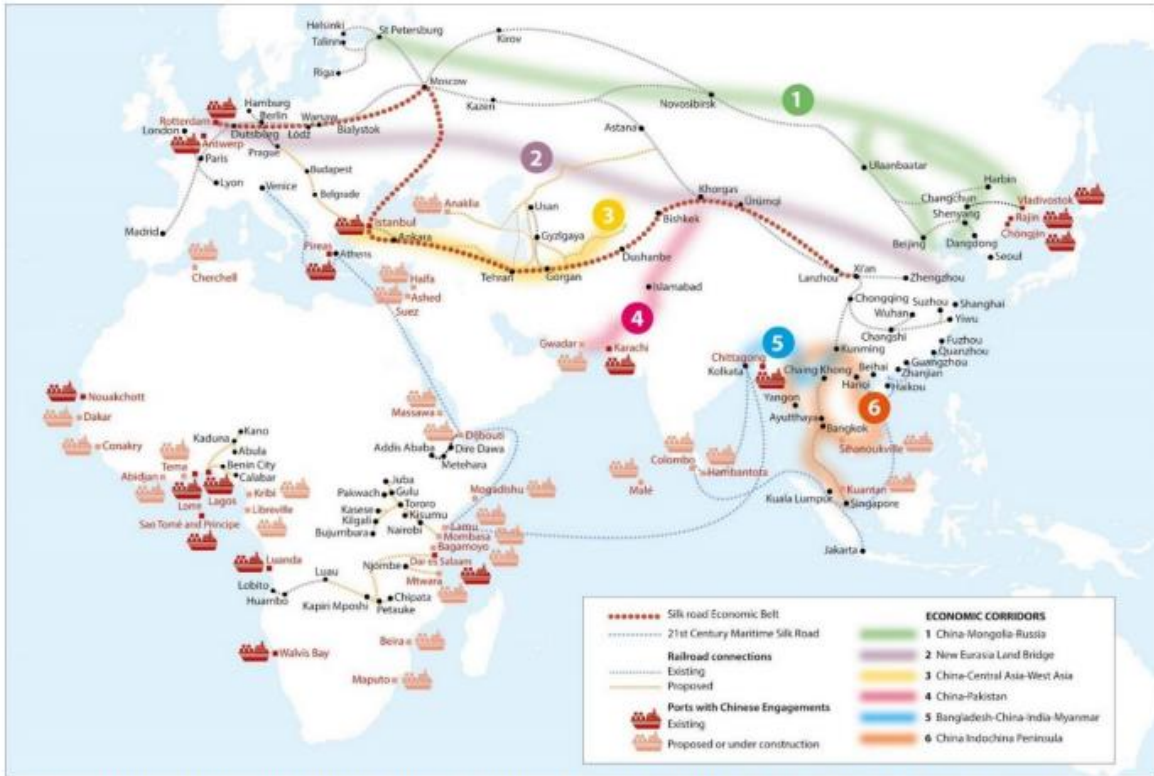 Helsinki
St Petersburg
Talinn
Riga
Kirov
Moscow
Kazen
Novosibirsk
1
Hamburg
Rotterdam
Berlin
London
Duisburg
Warsaw
Lodz
Bialystok
Antwerp
Prague
Paris
Astana
2
Ulaanbaatar
Harbin
Lyon
Venice
Budapest
Belgrade
Khorgas
Ürümqi
Changchun
Vladivostok
Shenyang
Rajin
Chongjin
Anaklia
Usan
3
Bishkek
Madrid
Istanbul
Ankara
Gyzlgaya
Beijing
Dangdong
Seoul
Pireas
Athens
Dushanbe
Cherchell
Tehran
Gorgan
Lanzhou
Xi'an
Zhengzhou
Haifa
Ashed
Suez
Islamabad
Chongqing
Suzhou
Shanghai
Wuhan
Yiwu
Changshi
4
Gwadar
Karachi
5
Kunming
Fuzhou
Quanzhou
Chittagong
Kolkata
Chaing Khong
Beihai
Guangzhou
Zhanjian
Hanoi
Haikou
Nouakchott
Yangon
6
Dakar
Massawa
Ayutthaya
Bangkok
Conakry
Kano
Kaduna
Abula
Djibouti
Addis Ababa
Dire Dawa
Metehara
Sihanoukville
Tema
Benin City
Calabar
Colombo
Hambantota
Abidjan
Lome
Lagos
Kribi
Libreville
Juba
Gulu
Pakwach
Tororo
Mogadishu
Malé
Kuala Lumpur
Kuantan
Singapore
Sao Tomé and Principe
Kasese
Kisumu
Kilgali
Nairobi
Lamu
Mombasa
Bujumbura
Bagamoyo
Jakarta
Luanda
Luau
Njombe
Dar es Salaam
Mtwara
Lobito
Huambo
Kapiri Mposhi
Chipata
Petauke
Walvis Bay
Beira
Maputo
Silk road Economic Belt
21st Century Maritime Silk Road
Railroad connections
Existing
Proposed
Ports with Chinese Engagements
Existing
Proposed or under construction
ECONOMIC CORRIDORS
1 China-Mongolia-Russia
2 New Eurasia Land Bridge
3 China-Central Asia-West Asia
4 China-Pakistan
5 Bangladesh-China-India-Myanmar
6 China Indochina Peninsula